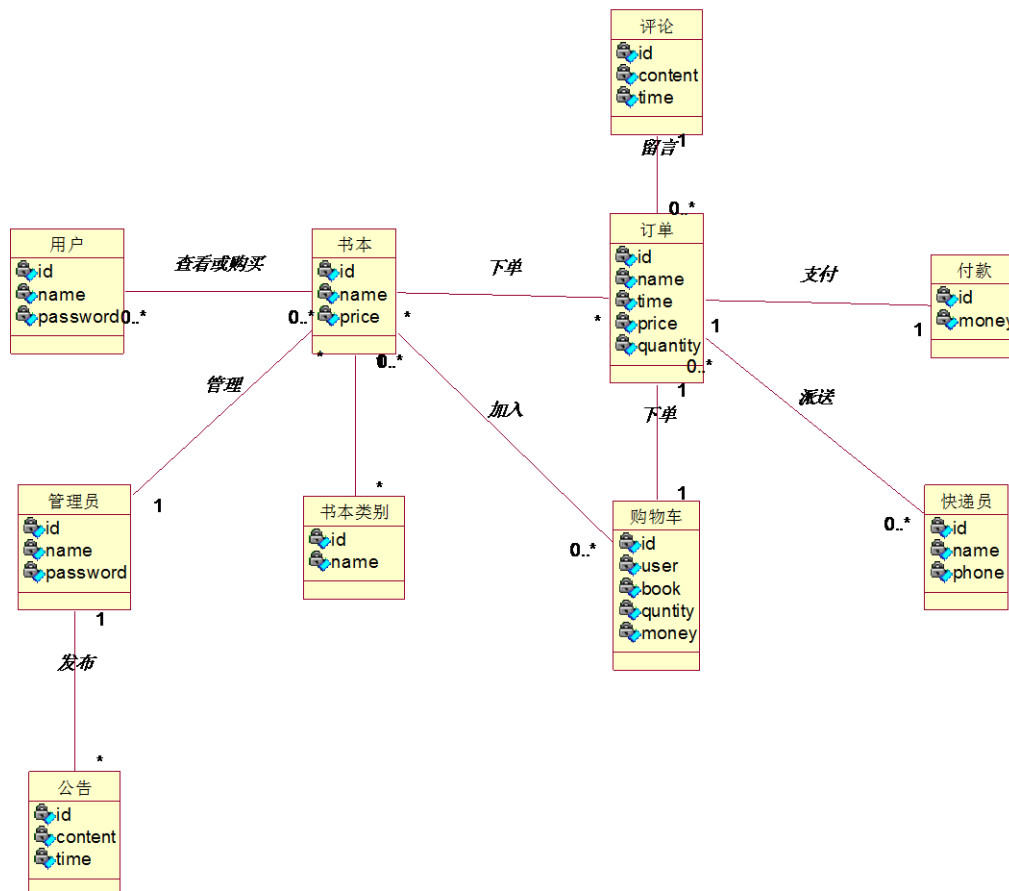 评论
id
content
time
1
留言
0..*
用户
id
name
password
0..*
查看或购买
0..*
书本
id
name
price
*
下单
*
订单
id
name
time
price
quantity
0..*
1
支付
1
付款
id
money
*
0..*
管理
1
加入
1
下单
派送
管理员
id
name
password
1
*
书本类别
id
name
0..*
1
购物车
id
user
book
quntity
money
0..*
快递员
id
name
phone
发布
*
公告
id
content
time